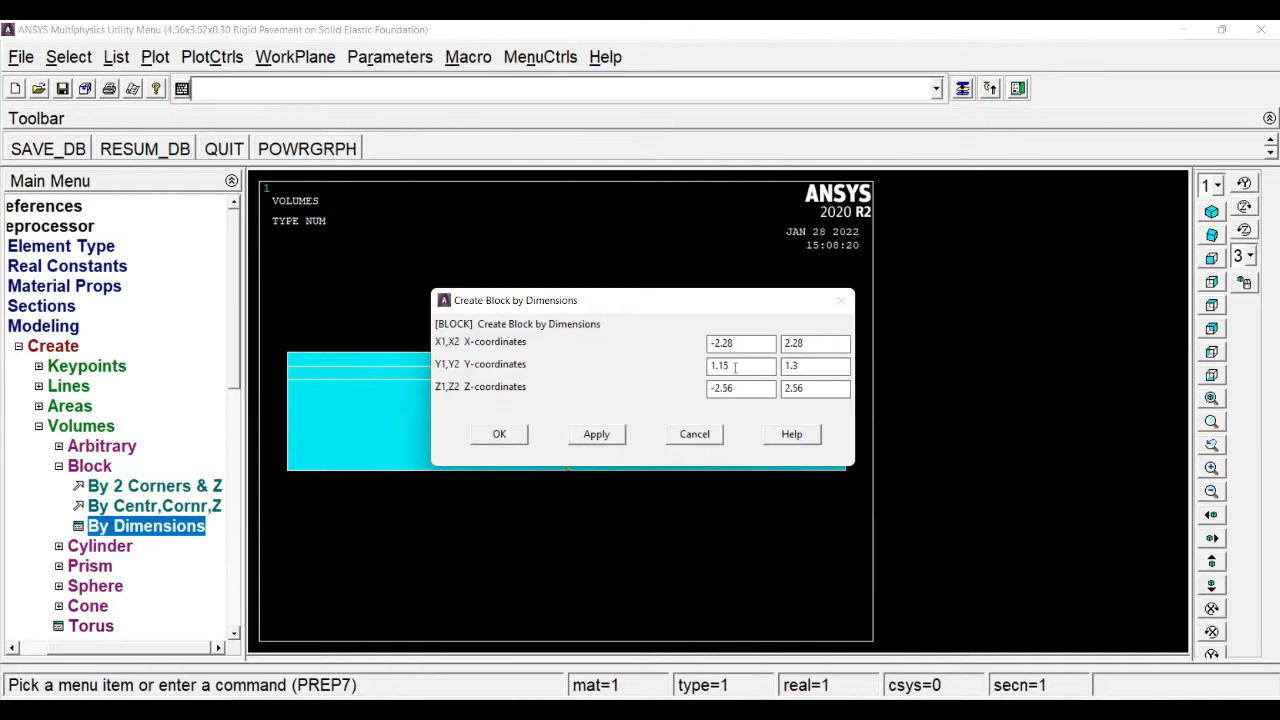 ANSYS Multiphysics Utility Menu (4.56x3.52x0.30 Rigid Pavement on Solid Elastic Foundation)
File Select List Plot PlotCtrls WorkPlane Parameters Macro MenuCtrls Help
Toolbar
SAVE_DB RESUM_DB QUIT POWRGRPH
Main Menu
eferences
eprocessor
Element Type
Real Constants
Material Props
Sections
Modeling
Create
Keypoints
Lines
Areas
Volumes
Arbitrary
Block
By 2 Corners & Z
By Centr,Cornr,Z
By Dimensions
Cylinder
Prism
Sphere
Cone
Torus
1
VOLUMES
TYPE NUM
ANSYS
2020 R2
JAN 28 2022
15:08:20
Create Block by Dimensions
[BLOCK] Create Block by Dimensions
X1,X2 X-coordinates -2.28 2.28
Y1,Y2 Y-coordinates 1.15 1.3
Z1,Z2 Z-coordinates -2.56 2.56
OK Apply Cancel Help
1
3
Pick a menu item or enter a command (PREP7) mat=1 type=1 real=1 csys=0 secn=1